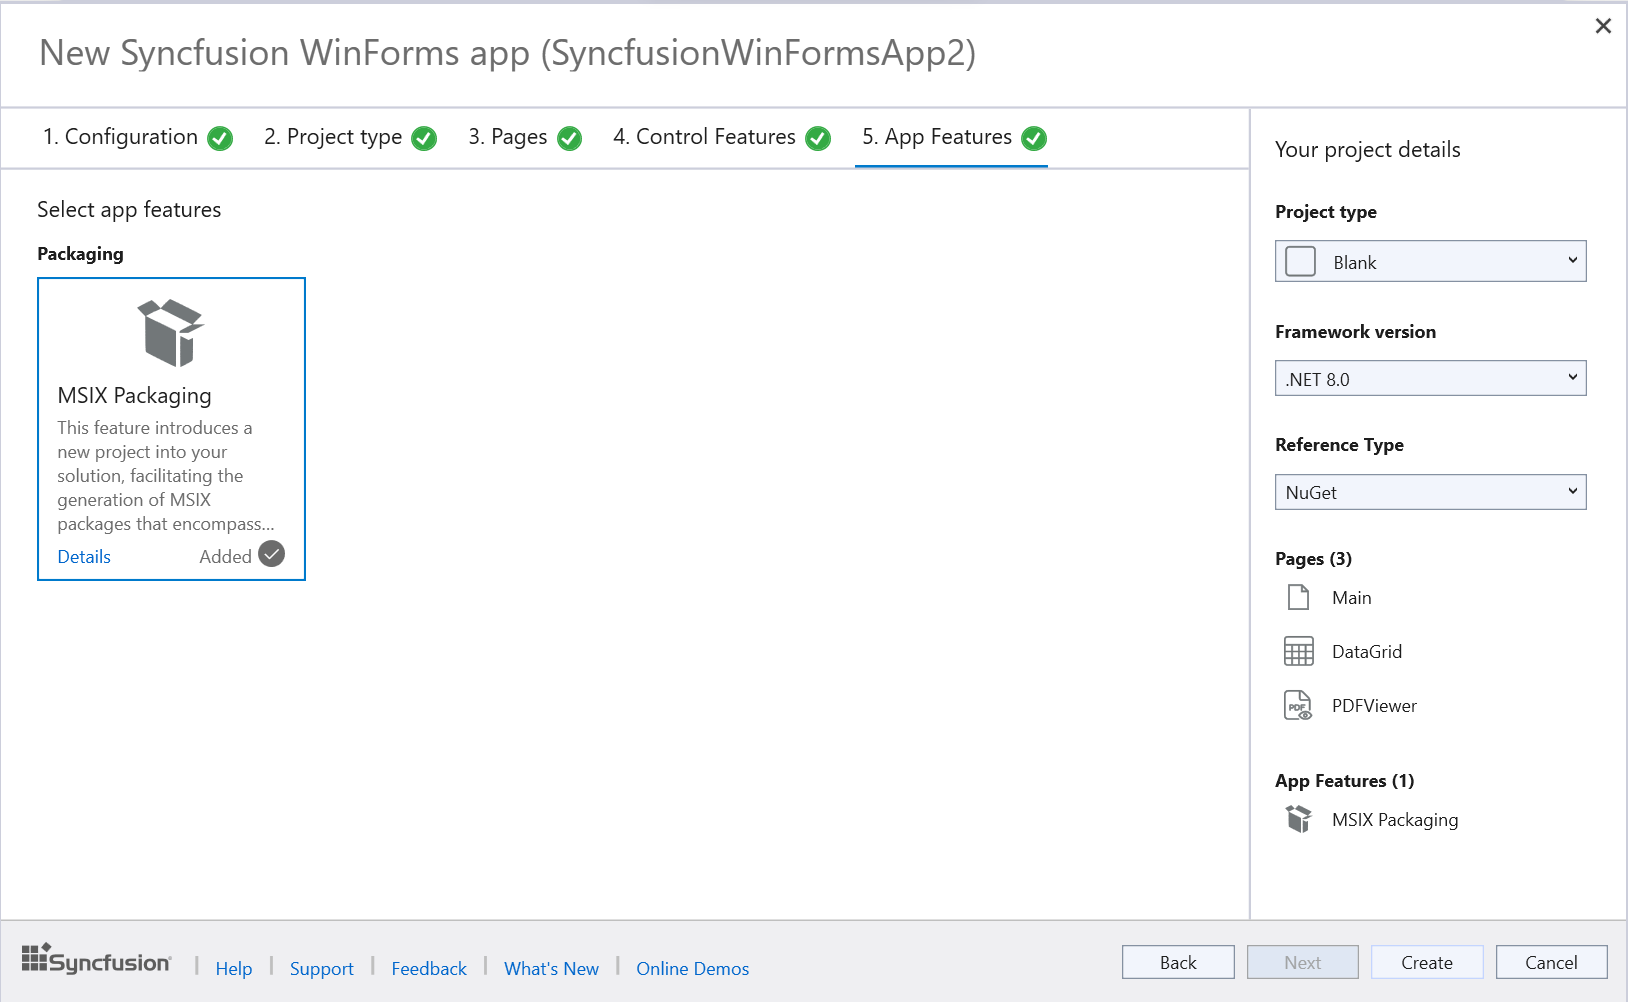 New Syncfusion WinForms app (SyncfusionWinFormsApp2)
1. Configuration 2. Project type 3. Pages 4. Control Features 5. App Features
Select app features
Packaging
MSIX Packaging
This feature introduces a
new project into your
solution, facilitating the
generation of MSIX
packages that encompass...
Details Added
Your project details
Project type
Blank
Framework version
.NET 8.0
Reference Type
NuGet
Pages (3)
Main
DataGrid
PDF
PDFViewer
App Features (1)
MSIX Packaging
Syncfusion | Help | Support | Feedback | What's New | Online Demos
Back Next Create Cancel